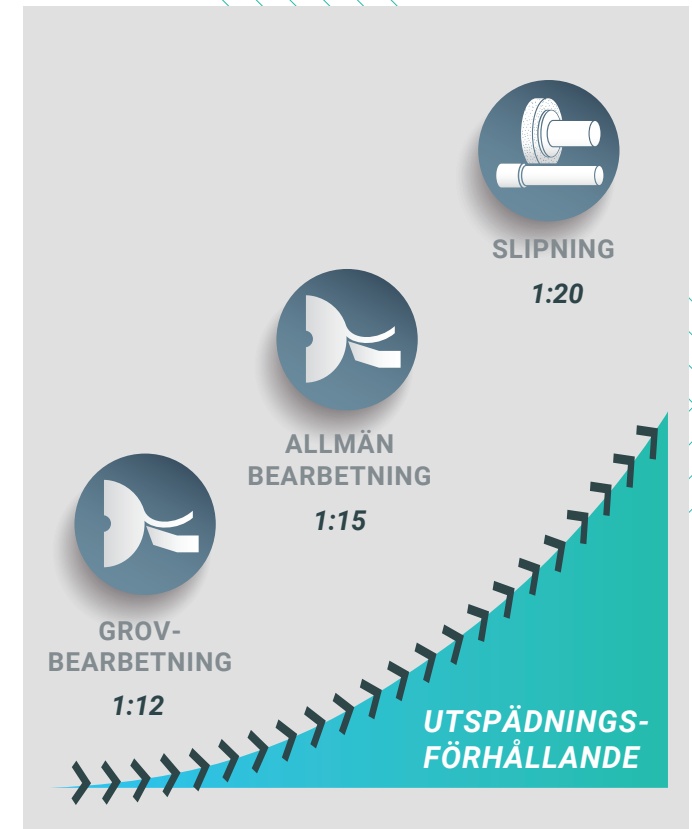 SLIPNING
1:20
ALLMÄN
BEARBETNING
1:15
GROV-
BEARBETNING
1:12
UTSPÄDNINGS-
FÖRHÅLLANDE